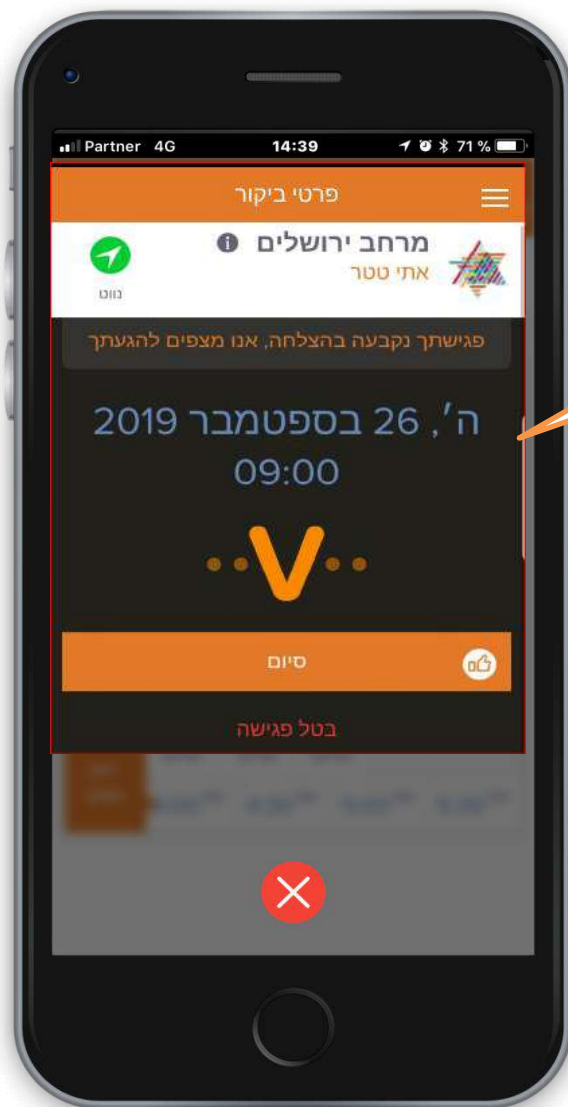 Partner 4G 14:39 71 %
פרטי ביקור
מרחב ירושלים
אתי טטר
נווט
פגישתך נקבעה בהצלחה, אנו מצפים להגעתך
ה', 26 בספטמבר 2019
09:00
סיום
בטל פגישה